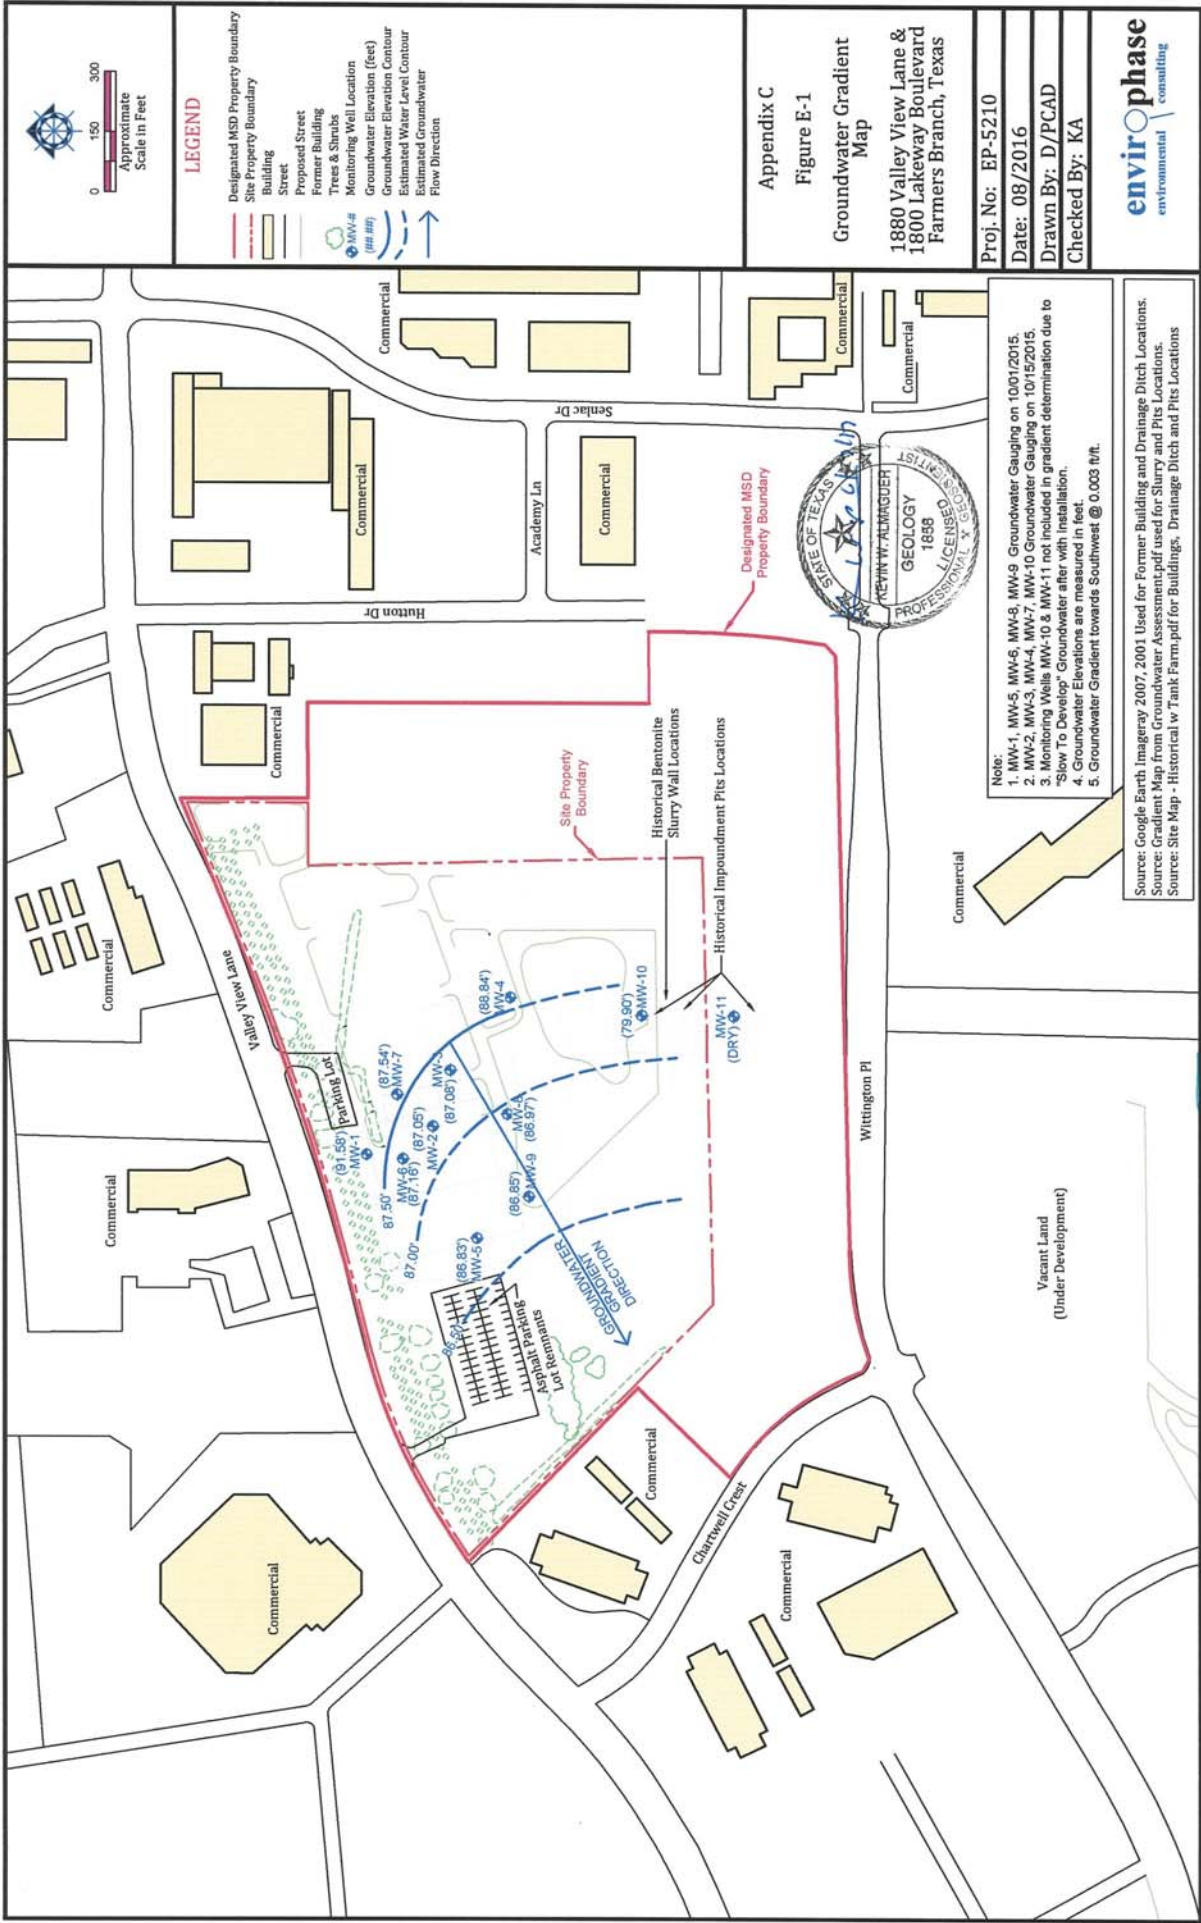 0
150
300
Approximate
Scale in Feet
LEGEND
Designated MSD Property Boundary
Site Property Boundary
Building
Street
Proposed Street
Former Building
Trees & Shrubs
MW-# Monitoring Well Location
(##.##) Groundwater Elevation (feet)
Groundwater Elevation Contour
Estimated Water Level Contour
Estimated Groundwater
Flow Direction
Appendix C
Figure E-1
Groundwater Gradient
Map
1880 Valley View Lane &
1800 Lakeway Boulevard
Farmers Branch, Texas
Proj. No: EP-5210
Date: 08/2016
Drawn By: D/PCAD
Checked By: KA
envirophase
environmental consulting
Commercial
Commercial
Commercial
Valley View Lane
Commercial
Commercial
Hutton Dr
Commercial
Academy Ln
Commercial
Senlac Dr
Commercial
Commercial
Parking Lot
(91.58')
MW-1
87.50'
(87.54')
MW-7
MW-6
(87.16')
(87.05')
MW-2
87.00'
MW-3
(87.08')
(88.84')
MW-4
(86.83')
MW-5
86.50'
MW-8
(86.97')
(86.85')
MW-9
Asphalt Parking
Lot Remnants
GROUNDWATER
GRADIENT
DIRECTION
(79.90')
MW-10
MW-11
(DRY)
Site Property
Boundary
Historical Bentonite
Slurry Wall Locations
Historical Impoundment Pits Locations
Designated MSD
Property Boundary
STATE OF TEXAS
KEVIN W. ALMAGUER
GEOLOGY
1858
LICENSED
PROFESSIONAL GEOSCIENTIST
Commercial
Chartwell Crest
Commercial
Wittington Pl
Commercial
Commercial
Vacant Land
(Under Development)
Note:
1. MW-1, MW-5, MW-6, MW-8, MW-9 Groundwater Gauging on 10/01/2015.
2. MW-2, MW-3, MW-4, MW-7, MW-10 Groundwater Gauging on 10/15/2015.
3. Monitoring Wells MW-10 & MW-11 not included in gradient determination due to
"Slow To Develop" Groundwater after with Installation.
4. Groundwater Elevations are measured in feet.
5. Groundwater Gradient towards Southwest @ 0.003 ft/ft.
Source: Google Earth Imageray 2007, 2001 Used for Former Building and Drainage Ditch Locations.
Source: Gradient Map from Groundwater Assessment.pdf used for Slurry and Pits Locations.
Source: Site Map - Historical w Tank Farm.pdf for Buildings, Drainage Ditch and Pits Locations